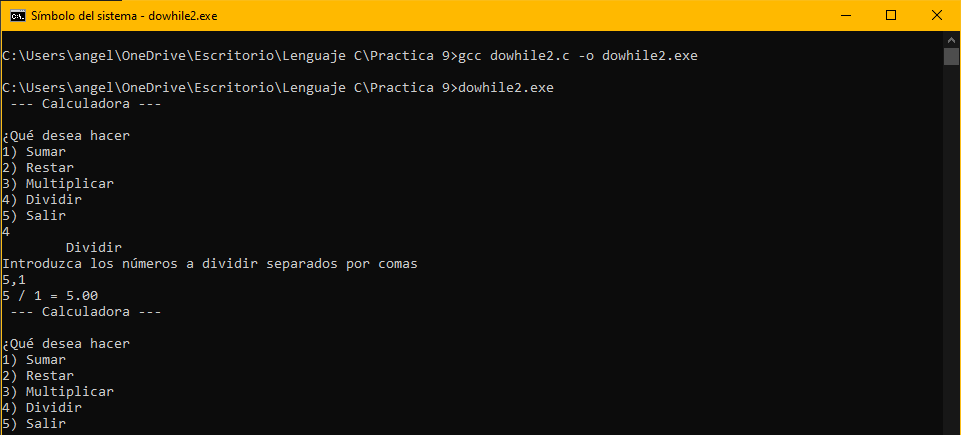 Símbolo del sistema - dowhile2.exe
C:\Users\angel\OneDrive\Escritorio\Lenguaje C\Practica 9>gcc dowhile2.c -o dowhile2.exe
C:\Users\angel\OneDrive\Escritorio\Lenguaje C\Practica 9>dowhile2.exe
--- Calculadora ---
¿Qué desea hacer
1) Sumar
2) Restar
3) Multiplicar
4) Dividir
5) Salir
4
Dividir
Introduzca los números a dividir separados por comas
5,1
5 / 1 = 5.00
--- Calculadora ---
¿Qué desea hacer
1) Sumar
2) Restar
3) Multiplicar
4) Dividir
5) Salir